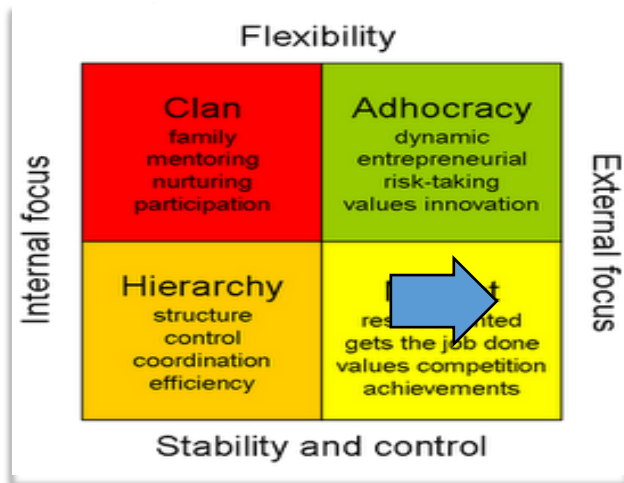 Flexibility
Clan
family
mentoring
nurturing
participation
Adhocracy
dynamic
entrepreneurial
risk-taking
values innovation
Internal focus
External focus
Hierarchy
structure
control
coordination
efficiency
gets the job done
values competition
achievements
Stability and control